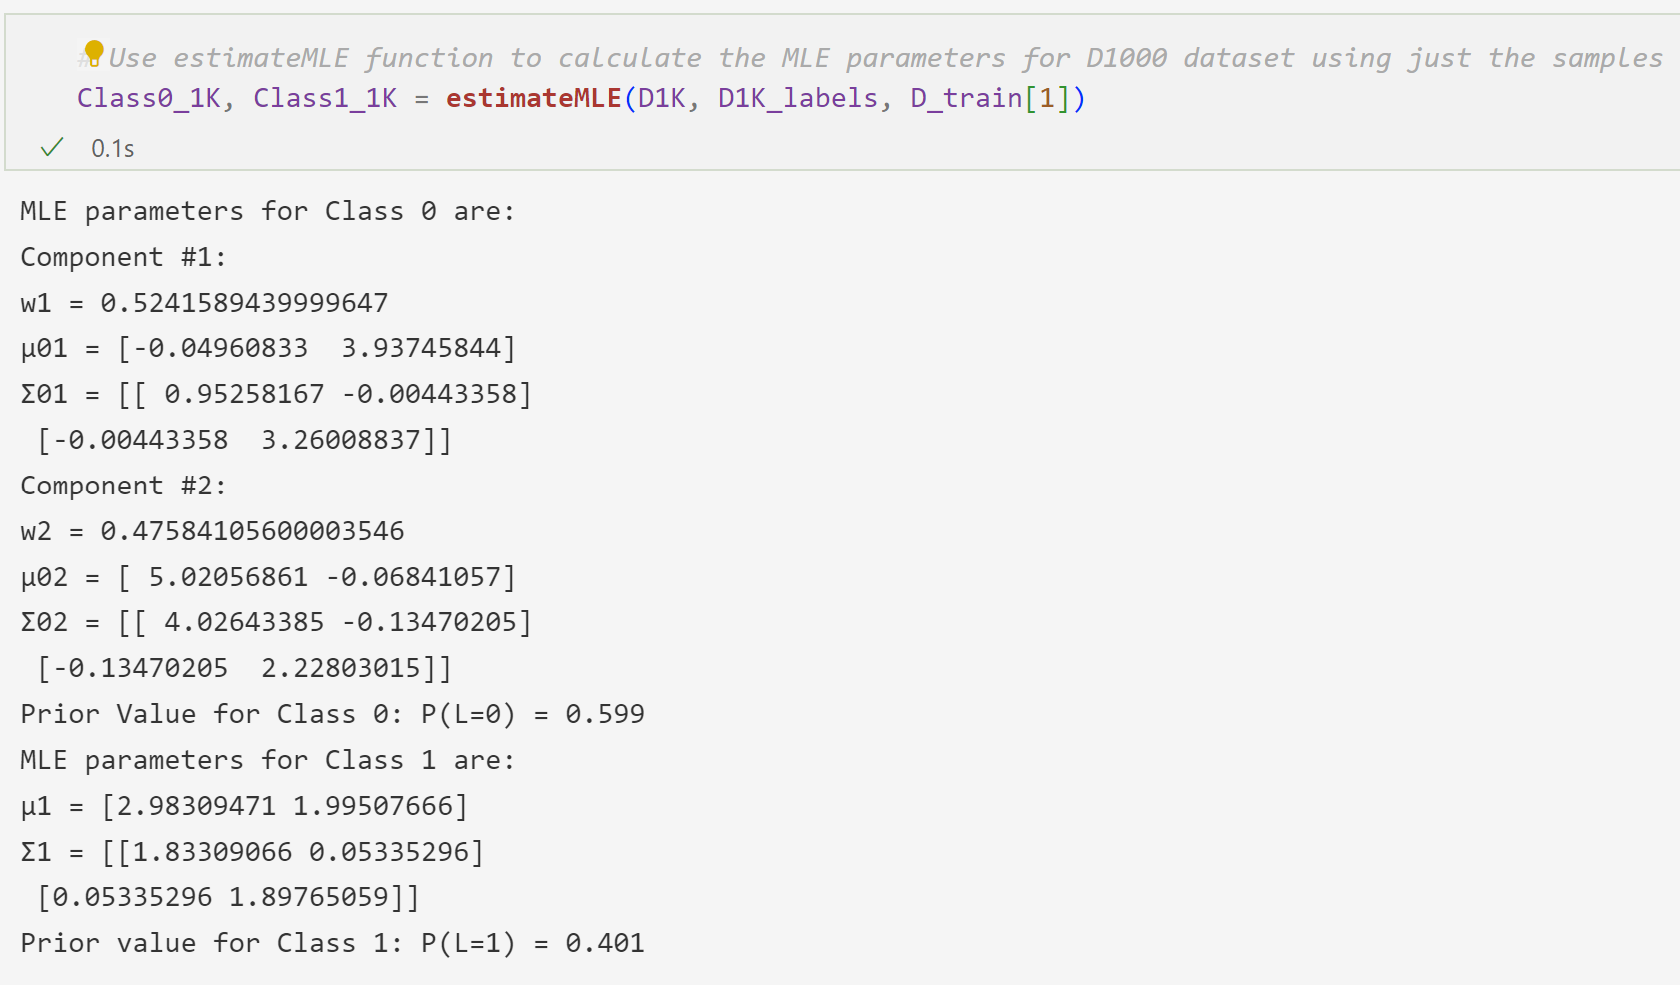 # Use estimateMLE function to calculate the MLE parameters for D1000 dataset using just the samples
Class0_1K, Class1_1K = estimateMLE(D1K, D1K_labels, D_train[1])
0.1s
MLE parameters for Class 0 are:
Component #1:
w1 = 0.5241589439999647
μ01 = [-0.04960833  3.93745844]
Σ01 = [[ 0.95258167 -0.00443358]
 [-0.00443358  3.26008837]]
Component #2:
w2 = 0.47584105600003546
μ02 = [ 5.02056861 -0.06841057]
Σ02 = [[ 4.02643385 -0.13470205]
 [-0.13470205  2.22803015]]
Prior Value for Class 0: P(L=0) = 0.599
MLE parameters for Class 1 are:
μ1 = [2.98309471 1.99507666]
Σ1 = [[1.83309066 0.05335296]
 [0.05335296 1.89765059]]
Prior value for Class 1: P(L=1) = 0.401